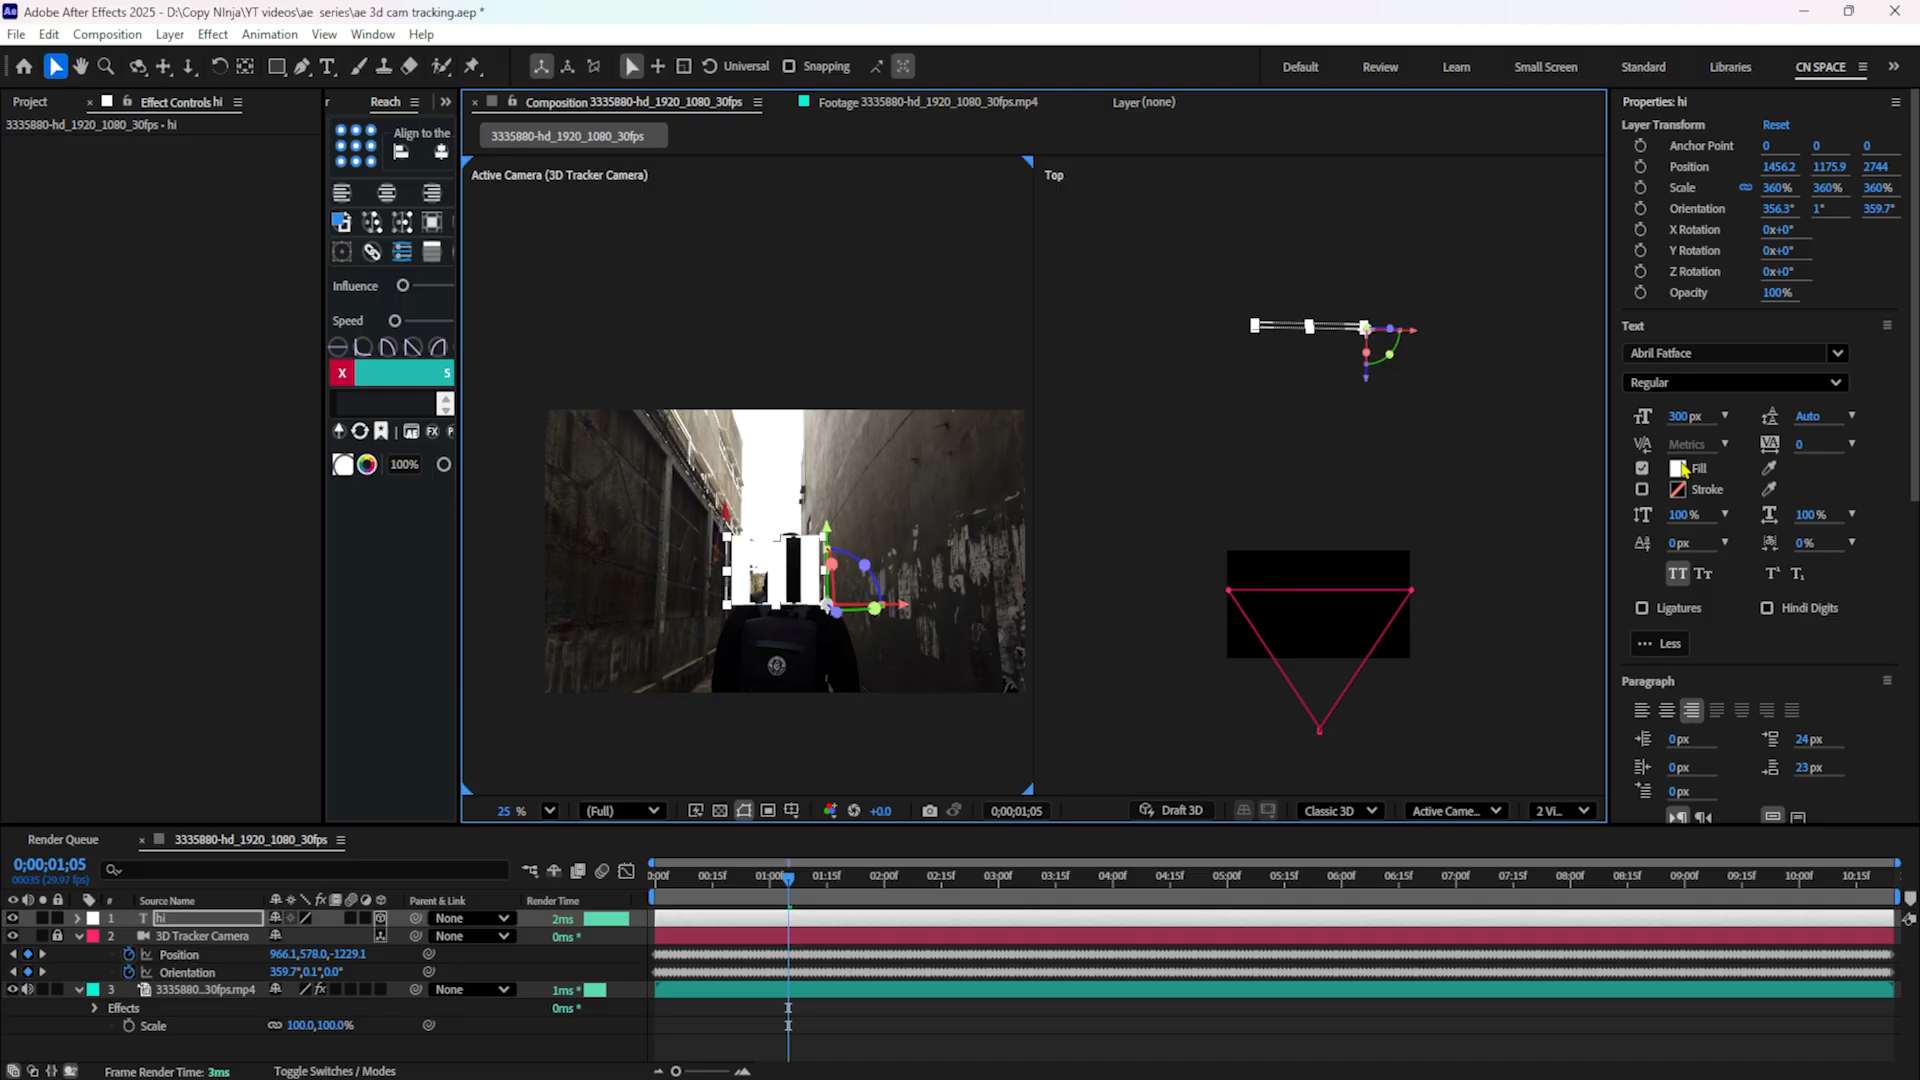 Adobe After Effects 2025 - D:\Copy NInja\YT videos\ae  series\ae 3d cam tracking.aep *
File Edit Composition Layer Effect Animation View Window Help
Universal Snapping Default Review Learn Small Screen Standard Libraries CN SPACE
Project Effect Controls hi
3335880-hd_1920_1080_30fps - hi
Reach
Align to the
Influence
Speed
X S
FX
100%
Composition 3335880-hd_1920_1080_30fps Footage 3335880-hd_1920_1080_30fps.mp4 Layer (none)
3335880-hd_1920_1080_30fps
Active Camera (3D Tracker Camera) Top
25 % (Full) +0.0 0;00;01;05 Draft 3D Classic 3D Active Came... 2 Vi...
Properties: hi
Layer Transform Reset
Anchor Point 0 0 0
Position 1456.2 1175.9 2744
Scale 360% 360% 360%
Orientation 356.3° 1° 359.7°
X Rotation 0x+0°
Y Rotation 0x+0°
Z Rotation 0x+0°
Opacity 100%
Text
Abril Fatface
Regular
300 px Auto
Metrics 0
Fill
Stroke
100 % 100 %
0 px 0 %
TT Tт T¹ T₁
Ligatures Hindi Digits
Less
Paragraph
0 px 24 px
0 px 23 px
0 px
Render Queue 3335880-hd_1920_1080_30fps
0;00;01;05
00035 (29.97 fps)
0:00f 00:15f 01:00f 01:15f 02:00f 02:15f 03:00f 03:15f 04:00f 04:15f 05:00f 05:15f 06:00f 06:15f 07:00f 07:15f 08:00f 08:15f 09:00f 09:15f 10:00f 10:15f
# Source Name Parent & Link Render Time
1 T hi None 2ms
2 3D Tracker Camera None 0ms*
Position 966.1,578.0,-1229.1
Orientation 359.7°,0.1°,0.0°
3 3335880...30fps.mp4 None 1ms*
Effects 0ms*
Scale 100.0,100.0%
Frame Render Time: 3ms Toggle Switches / Modes